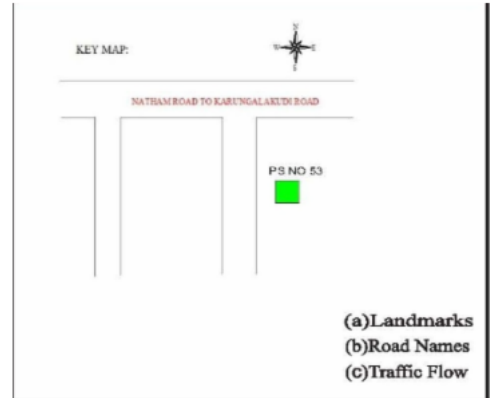 N
KEY MAP:
W E
S
NATHAM ROAD TO KARUNGALAKUDI ROAD
PS NO 53
(a)Landmarks
(b)Road Names
(c)Traffic Flow